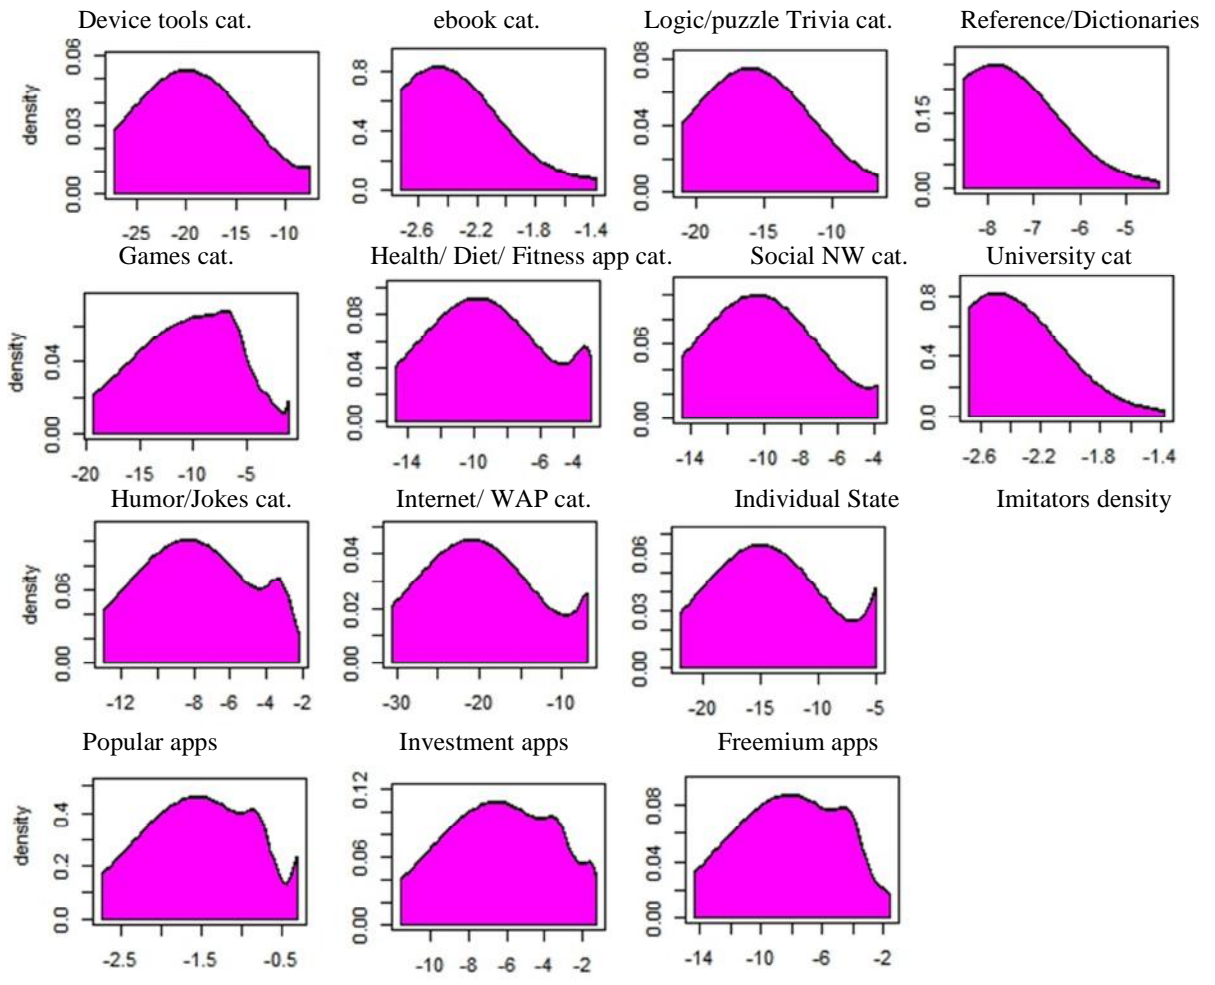 Device tools cat. ebook cat. Logic/puzzle Trivia cat. Reference/Dictionaries
density 0.00 0.03 0.06 0.0 0.4 0.8 0.00 0.04 0.08 0.00 0.15
-25 -20 -15 -10 -2.6 -2.2 -1.8 -1.4 -20 -15 -10 -8 -7 -6 -5
Games cat. Health/ Diet/ Fitness app cat. Social NW cat. University cat
density 0.00 0.04 0.00 0.04 0.08 0.00 0.06 0.0 0.4 0.8
-20 -15 -10 -5 -14 -10 -6 -4 -14 -10 -8 -6 -4 -2.6 -2.2 -1.8 -1.4
Humor/Jokes cat. Internet/ WAP cat. Individual State Imitators density
density 0.00 0.06 0.00 0.02 0.04 0.00 0.03 0.06
-12 -8 -6 -4 -2 -30 -20 -10 -20 -15 -10 -5
Popular apps Investment apps Freemium apps
density 0.0 0.2 0.4 0.00 0.06 0.12 0.00 0.04 0.08
-2.5 -1.5 -0.5 -10 -8 -6 -4 -2 -14 -10 -6 -2